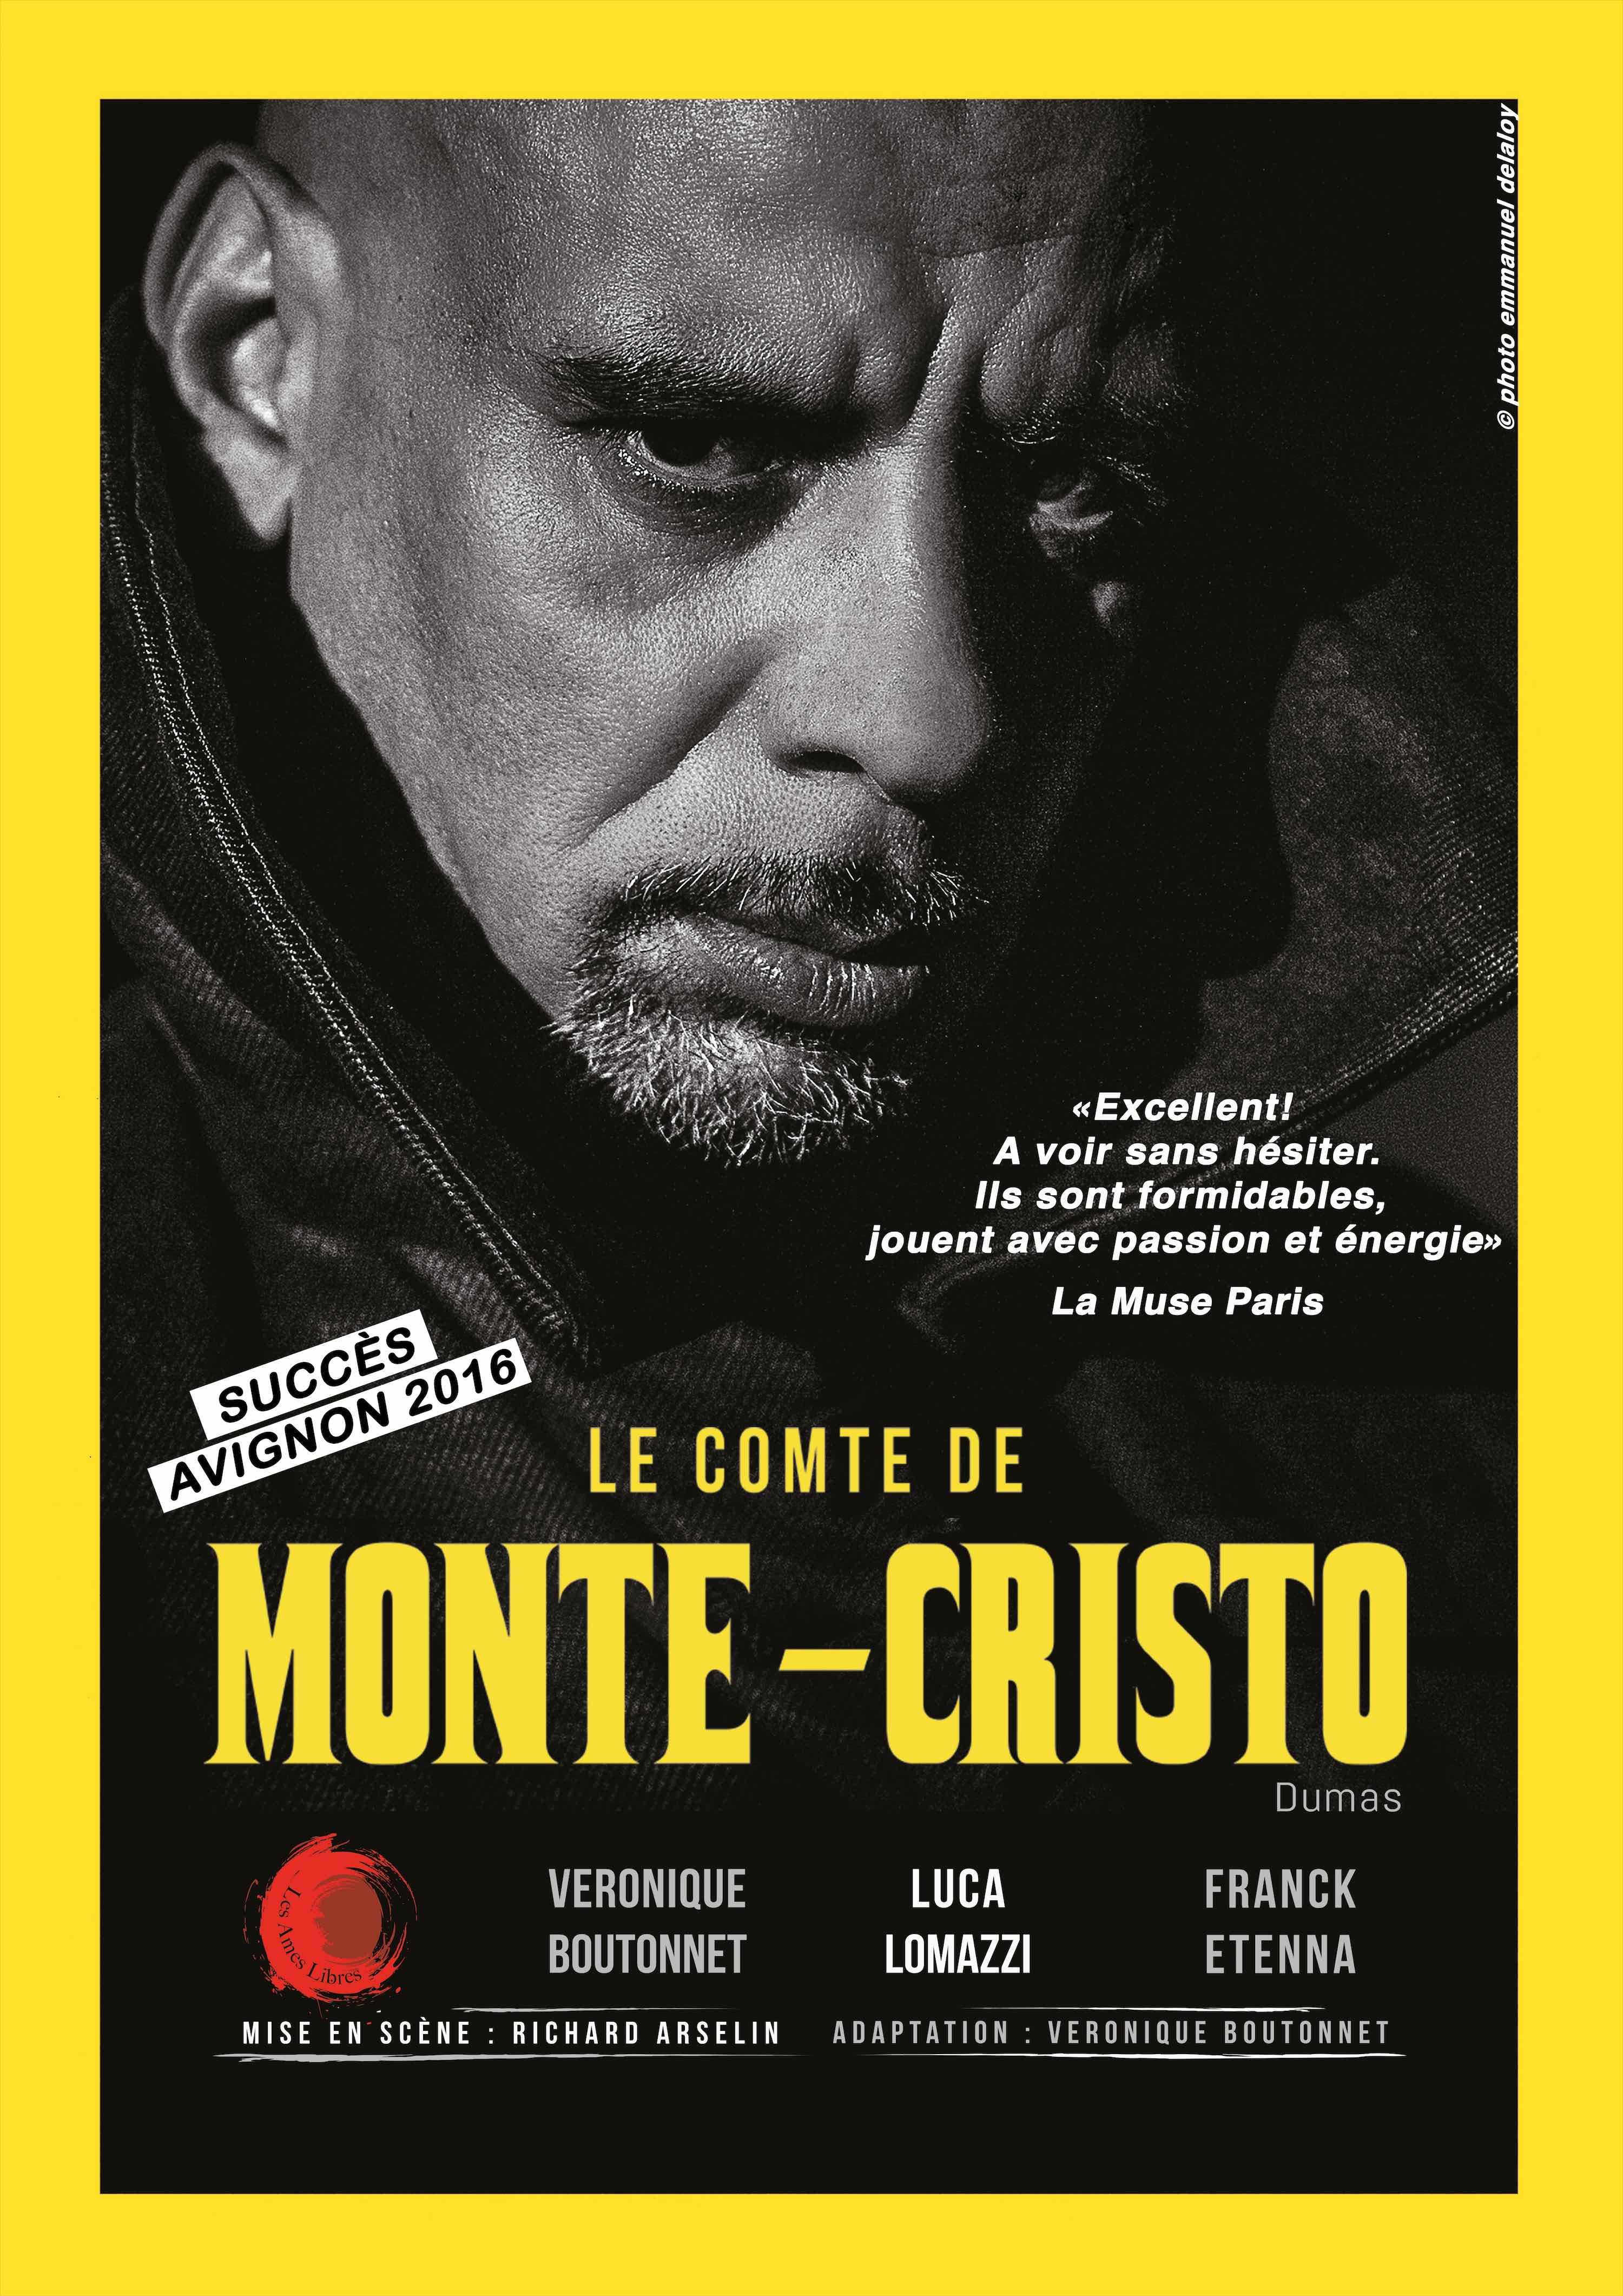 © photo emmanuel delaloy
«Excellent!
A voir sans hésiter.
Ils sont formidables,
jouent avec passion et énergie»
La Muse Paris
SUCCÈS
AVIGNON 2016
LE COMTE DE
MONTE-CRISTO
Dumas
Les Ames Libres
VERONIQUE
BOUTONNET
LUCA
LOMAZZI
FRANCK
ETENNA
MISE EN SCÈNE : RICHARD ARSELIN
ADAPTATION : VERONIQUE BOUTONNET